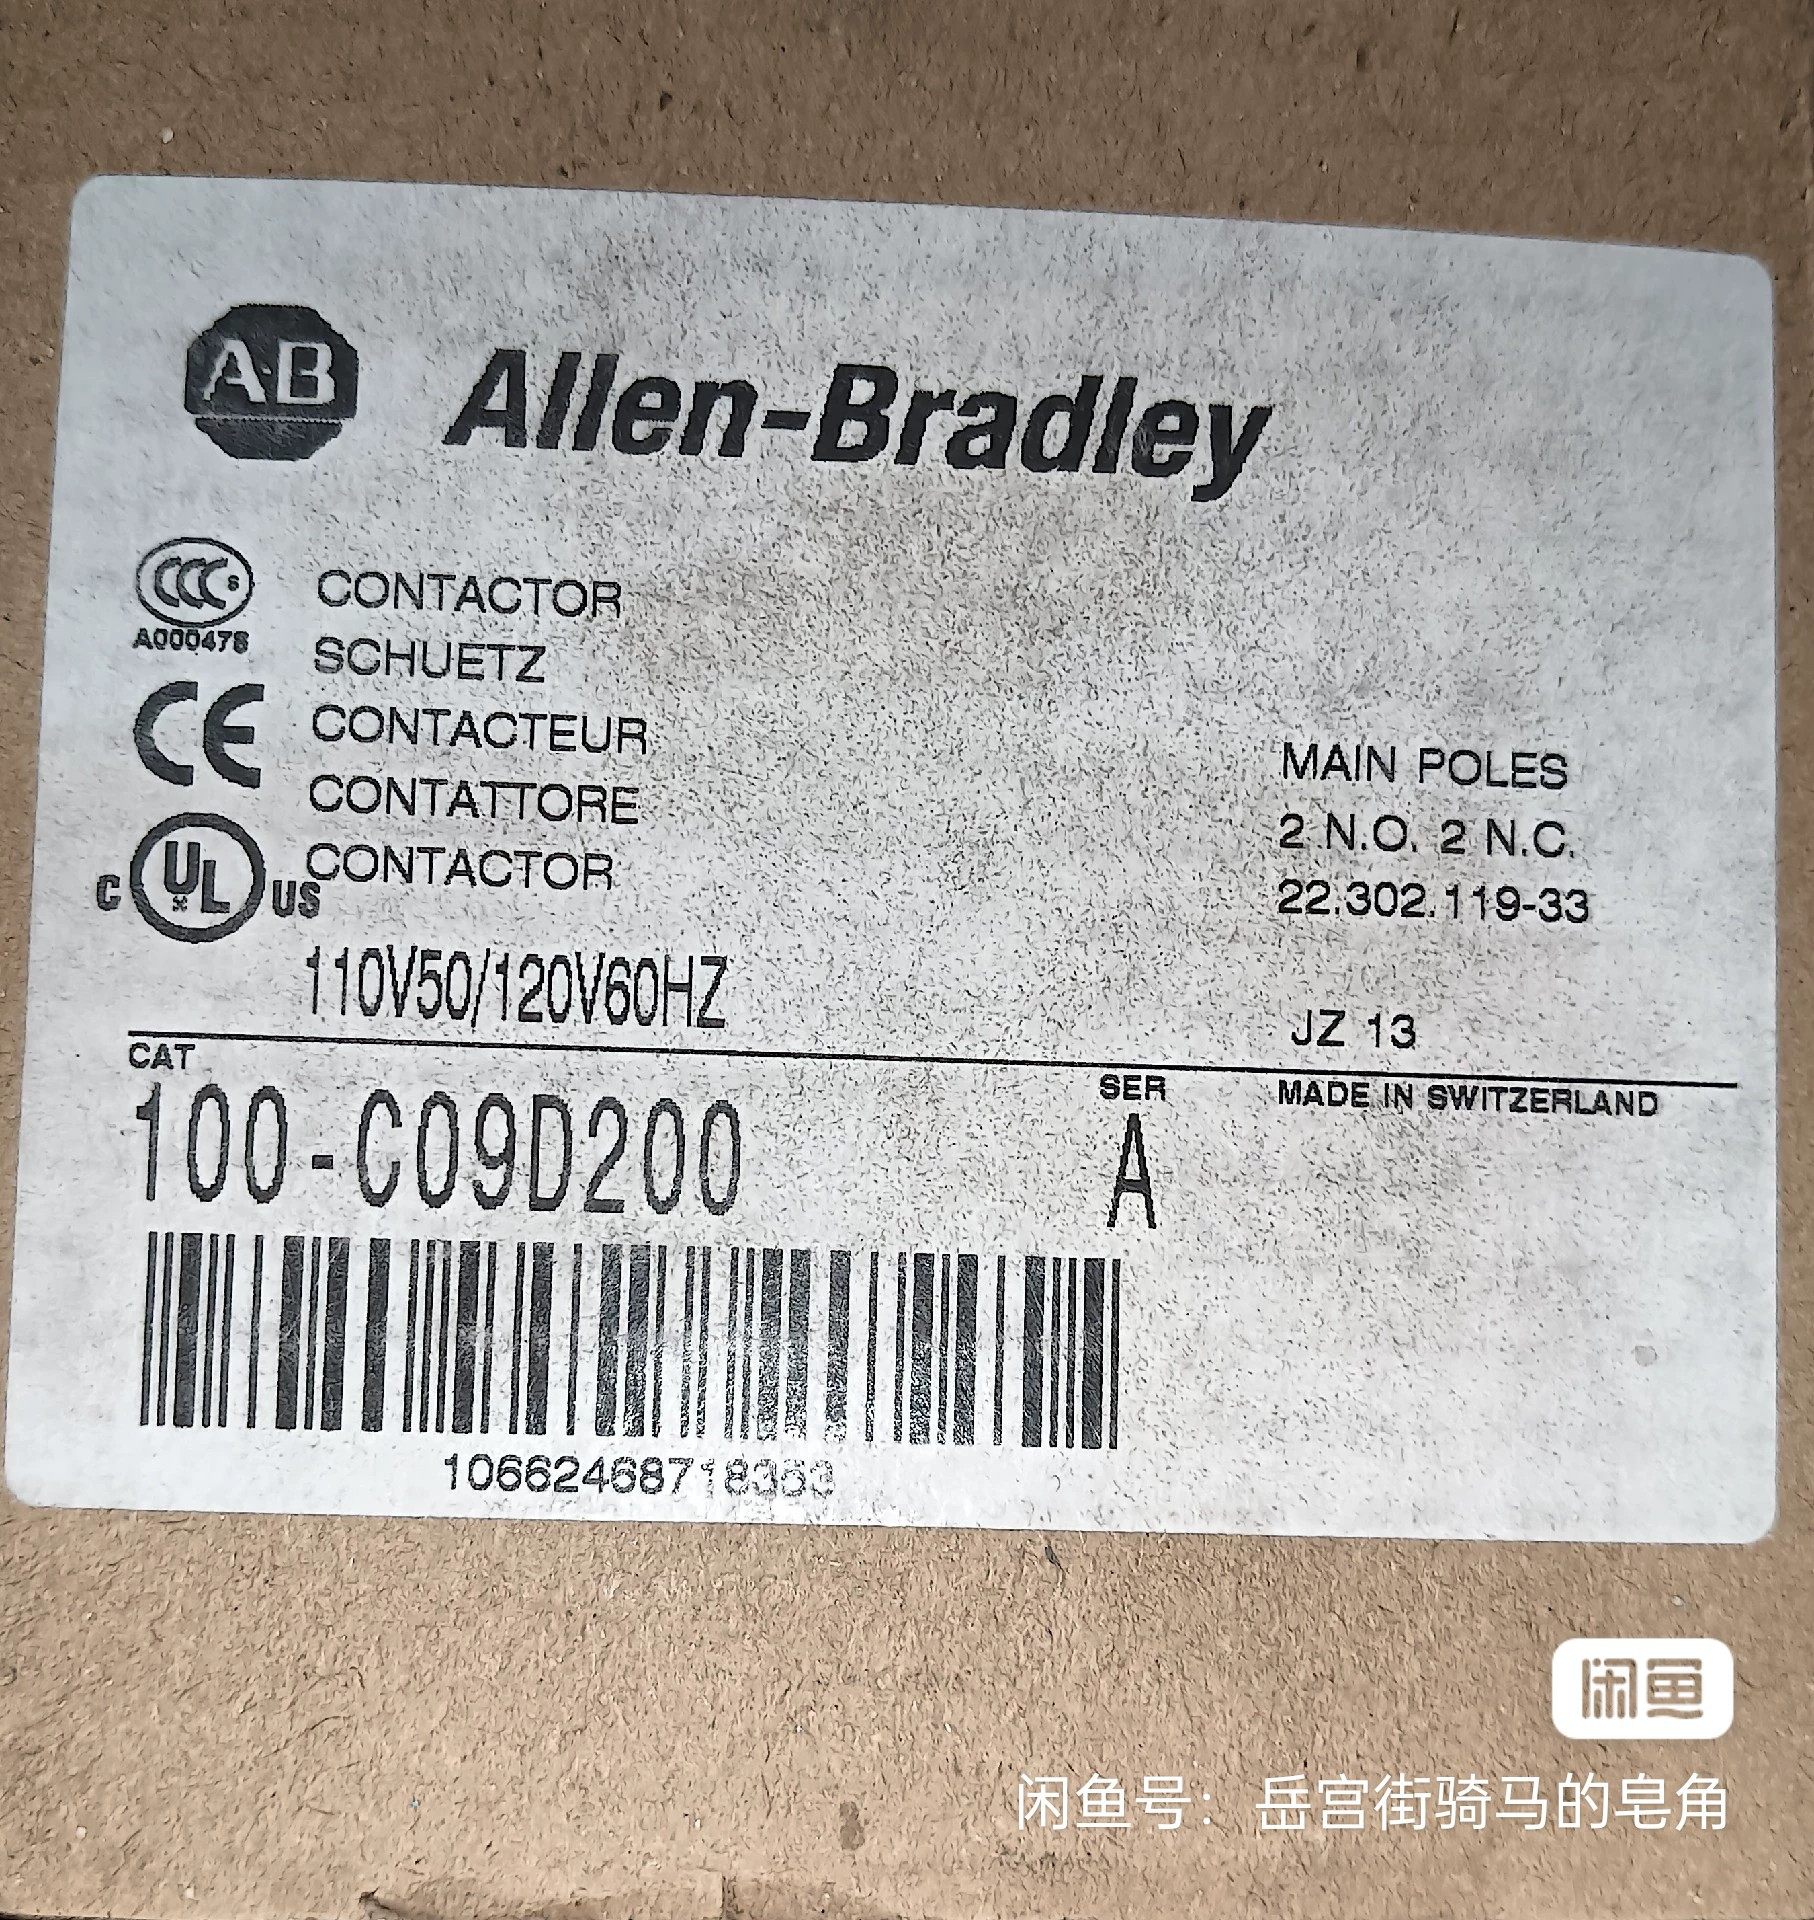 AB Allen-Bradley
CCC S
A000478
CE
C UL US
CONTACTOR
SCHUETZ
CONTACTEUR
CONTATTORE
CONTACTOR
110V50/120V60HZ
MAIN POLES
2 N.O. 2 N.C.
22.302.119-33
JZ 13
CAT
100-C09D200
SER
A
MADE IN SWITZERLAND
10662468718353
闲鱼
闲鱼号：岳宫街骑马的皂角